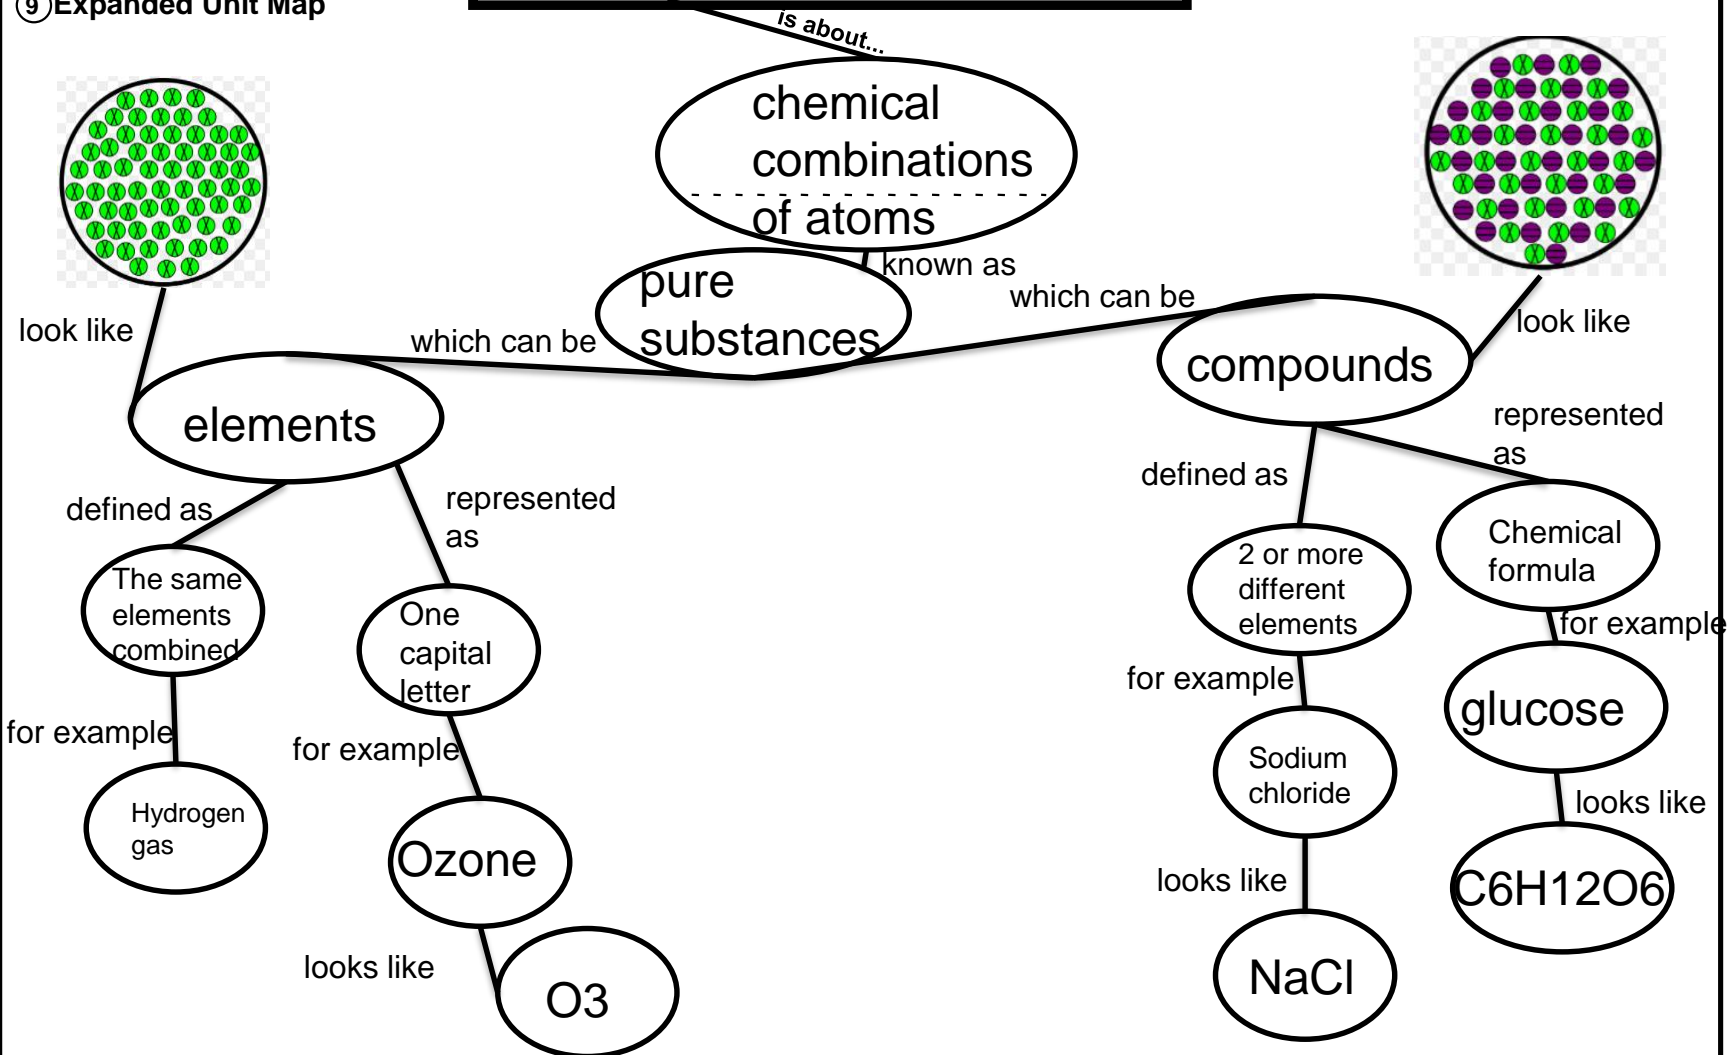 9 Expanded Unit Map
is about...
chemical
combinations
of atoms
known as
pure
substances
which can be
which can be
look like
elements
defined as
represented
as
The same
elements
combined
One
capital
letter
for example
for example
Hydrogen
gas
Ozone
looks like
O3
look like
compounds
defined as
represented
as
2 or more
different
elements
Chemical
formula
for example
for example
Sodium
chloride
glucose
looks like
looks like
NaCl
C6H12O6